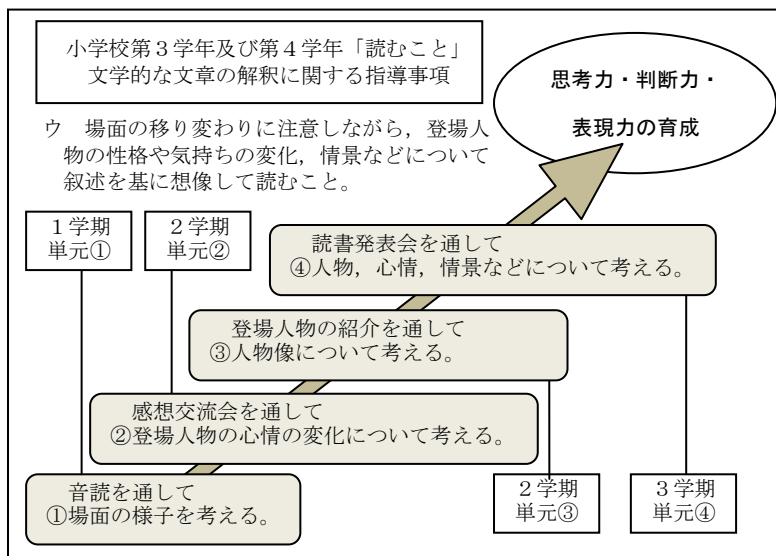 小学校第３学年及び第４学年「読むこと」
文学的な文章の解釈に関する指導事項
思考力・判断力・
表現力の育成
ウ　場面の移り変わりに注意しながら，登場人
物の性格や気持ちの変化，情景などについて
叙述を基に想像して読むこと。
１学期
単元①
２学期
単元②
読書発表会を通して
④人物，心情，情景などについて考える。
登場人物の紹介を通して
③人物像について考える。
感想交流会を通して
②登場人物の心情の変化について考える。
音読を通して
①場面の様子を考える。
２学期
単元③
３学期
単元④